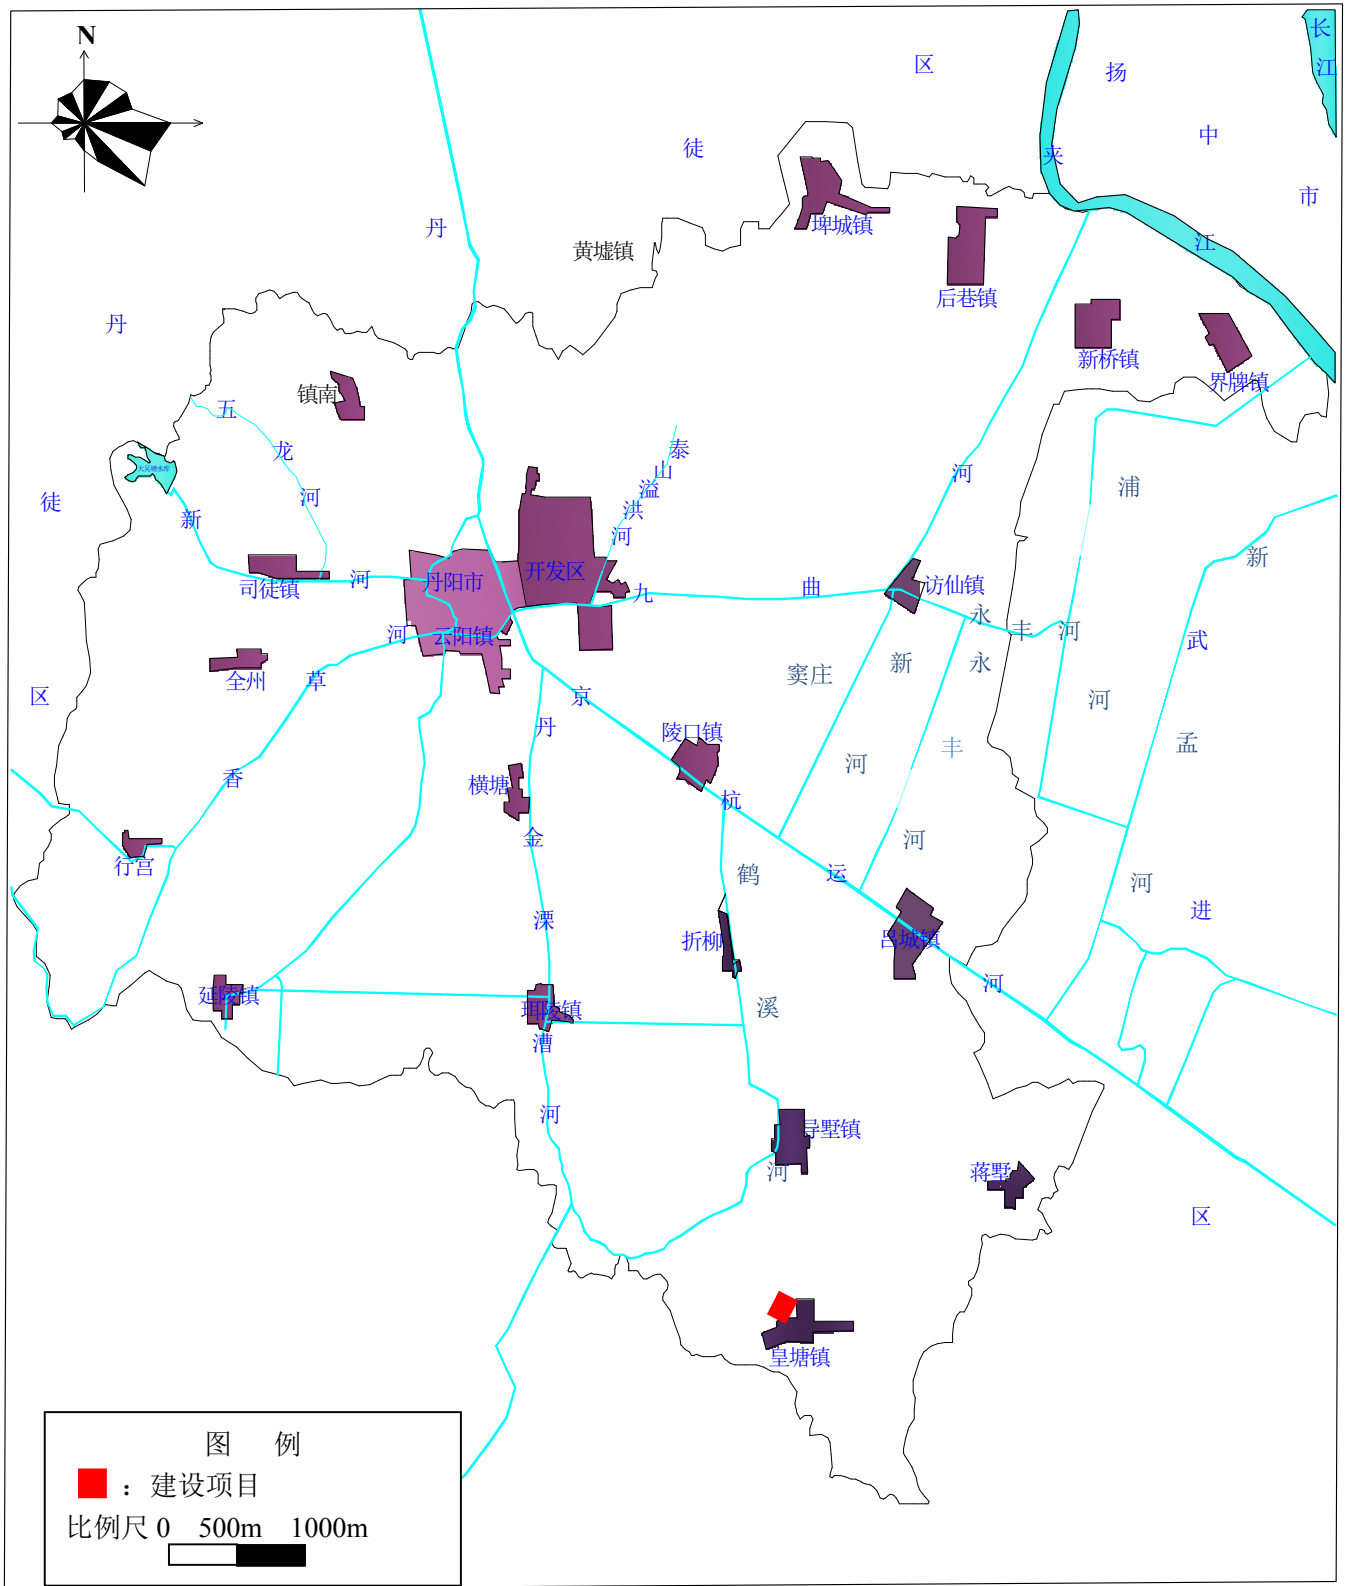 N
长
江
区
扬
中
市
徒
夹
江
丹
黄墟镇
埤城镇
后巷镇
新桥镇
界牌镇
丹
徒
区
镇南
五
龙
河
大吴塘水库
新
河
司徒镇
丹阳市
开发区
云阳镇
泰
山
溢
洪
河
九
曲
河
访仙镇
永
丰
河
浦
河
新
孟
河
武
进
区
全州
香
草
河
窦庄
新
河
永
丰
河
京
杭
运
河
陵口镇
丹
金
溧
漕
河
横塘
行宫
鹤
溪
河
折柳
吕城镇
延陵镇
珥陵镇
导墅镇
蒋墅
皇塘镇
图 例
：建设项目
比例尺 0 500m 1000m